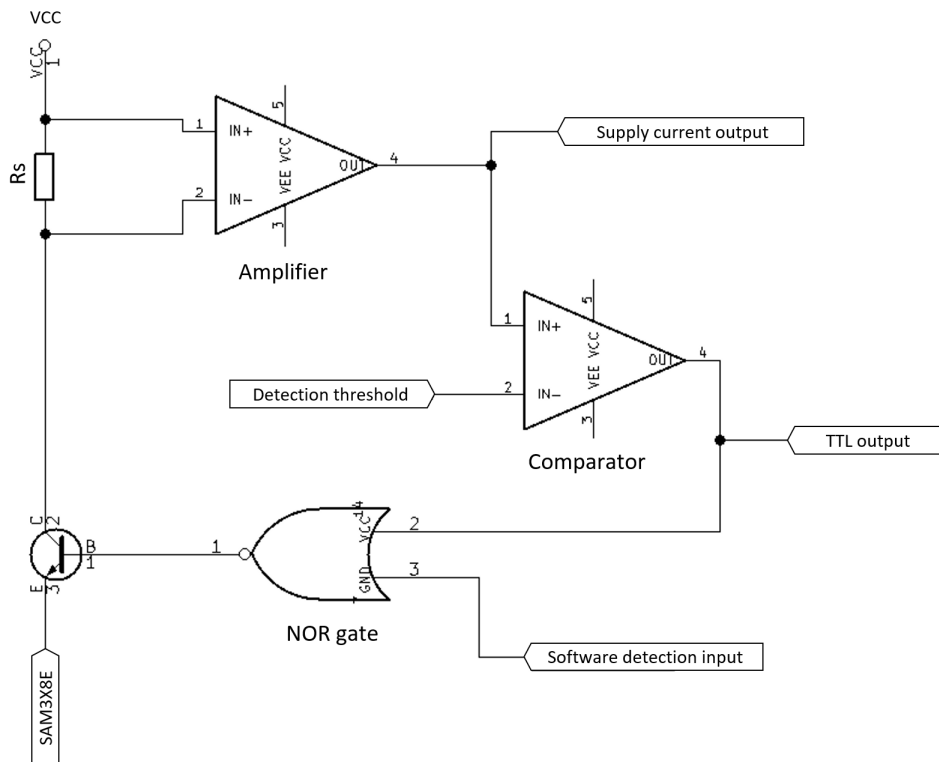 VCC
VCC
1
Rs
1
IN+
5
VEE VCC
OUT
4
2
IN-
3
Amplifier
Supply current output
1
IN+
5
VEE VCC
OUT
4
Detection threshold
2
IN-
3
Comparator
TTL output
C
2
B
1
E
3
1
14
VCC
2
GND
3
7
NOR gate
Software detection input
SAM3X8E